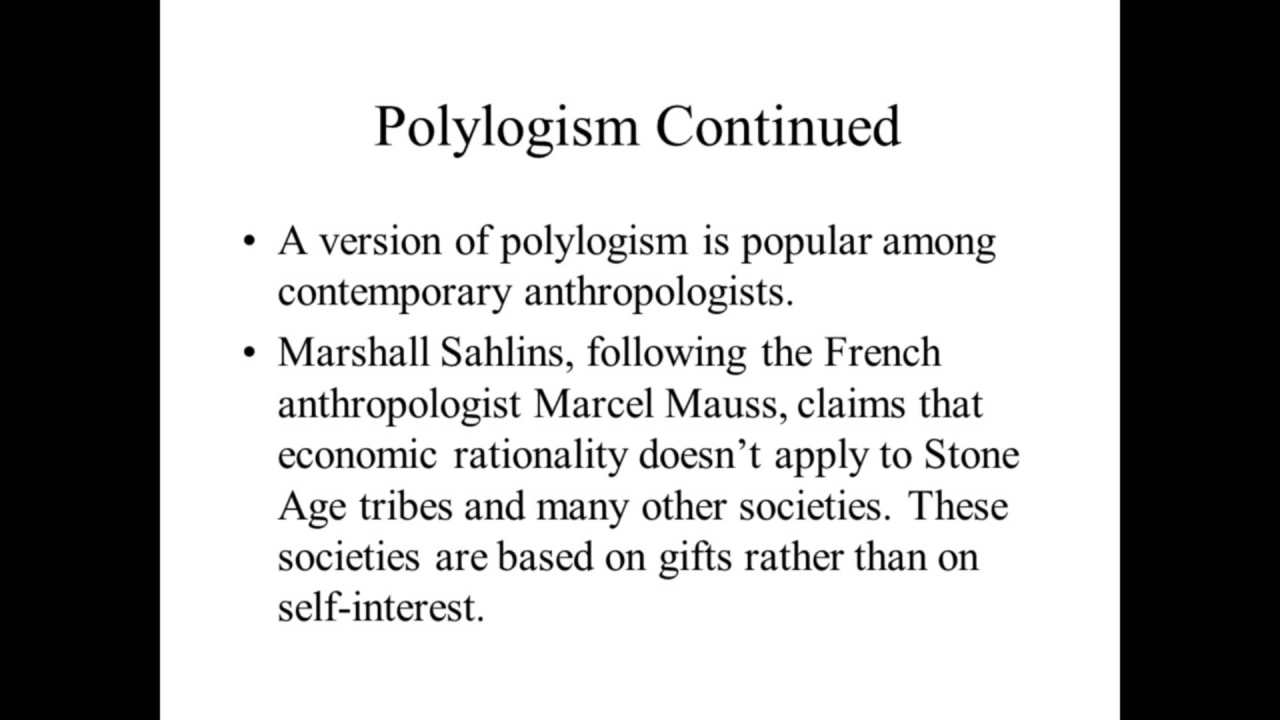 Polylogism Continued
• A version of polylogism is popular among
contemporary anthropologists.
• Marshall Sahlins, following the French
anthropologist Marcel Mauss, claims that
economic rationality doesn’t apply to Stone
Age tribes and many other societies. These
societies are based on gifts rather than on
self-interest.